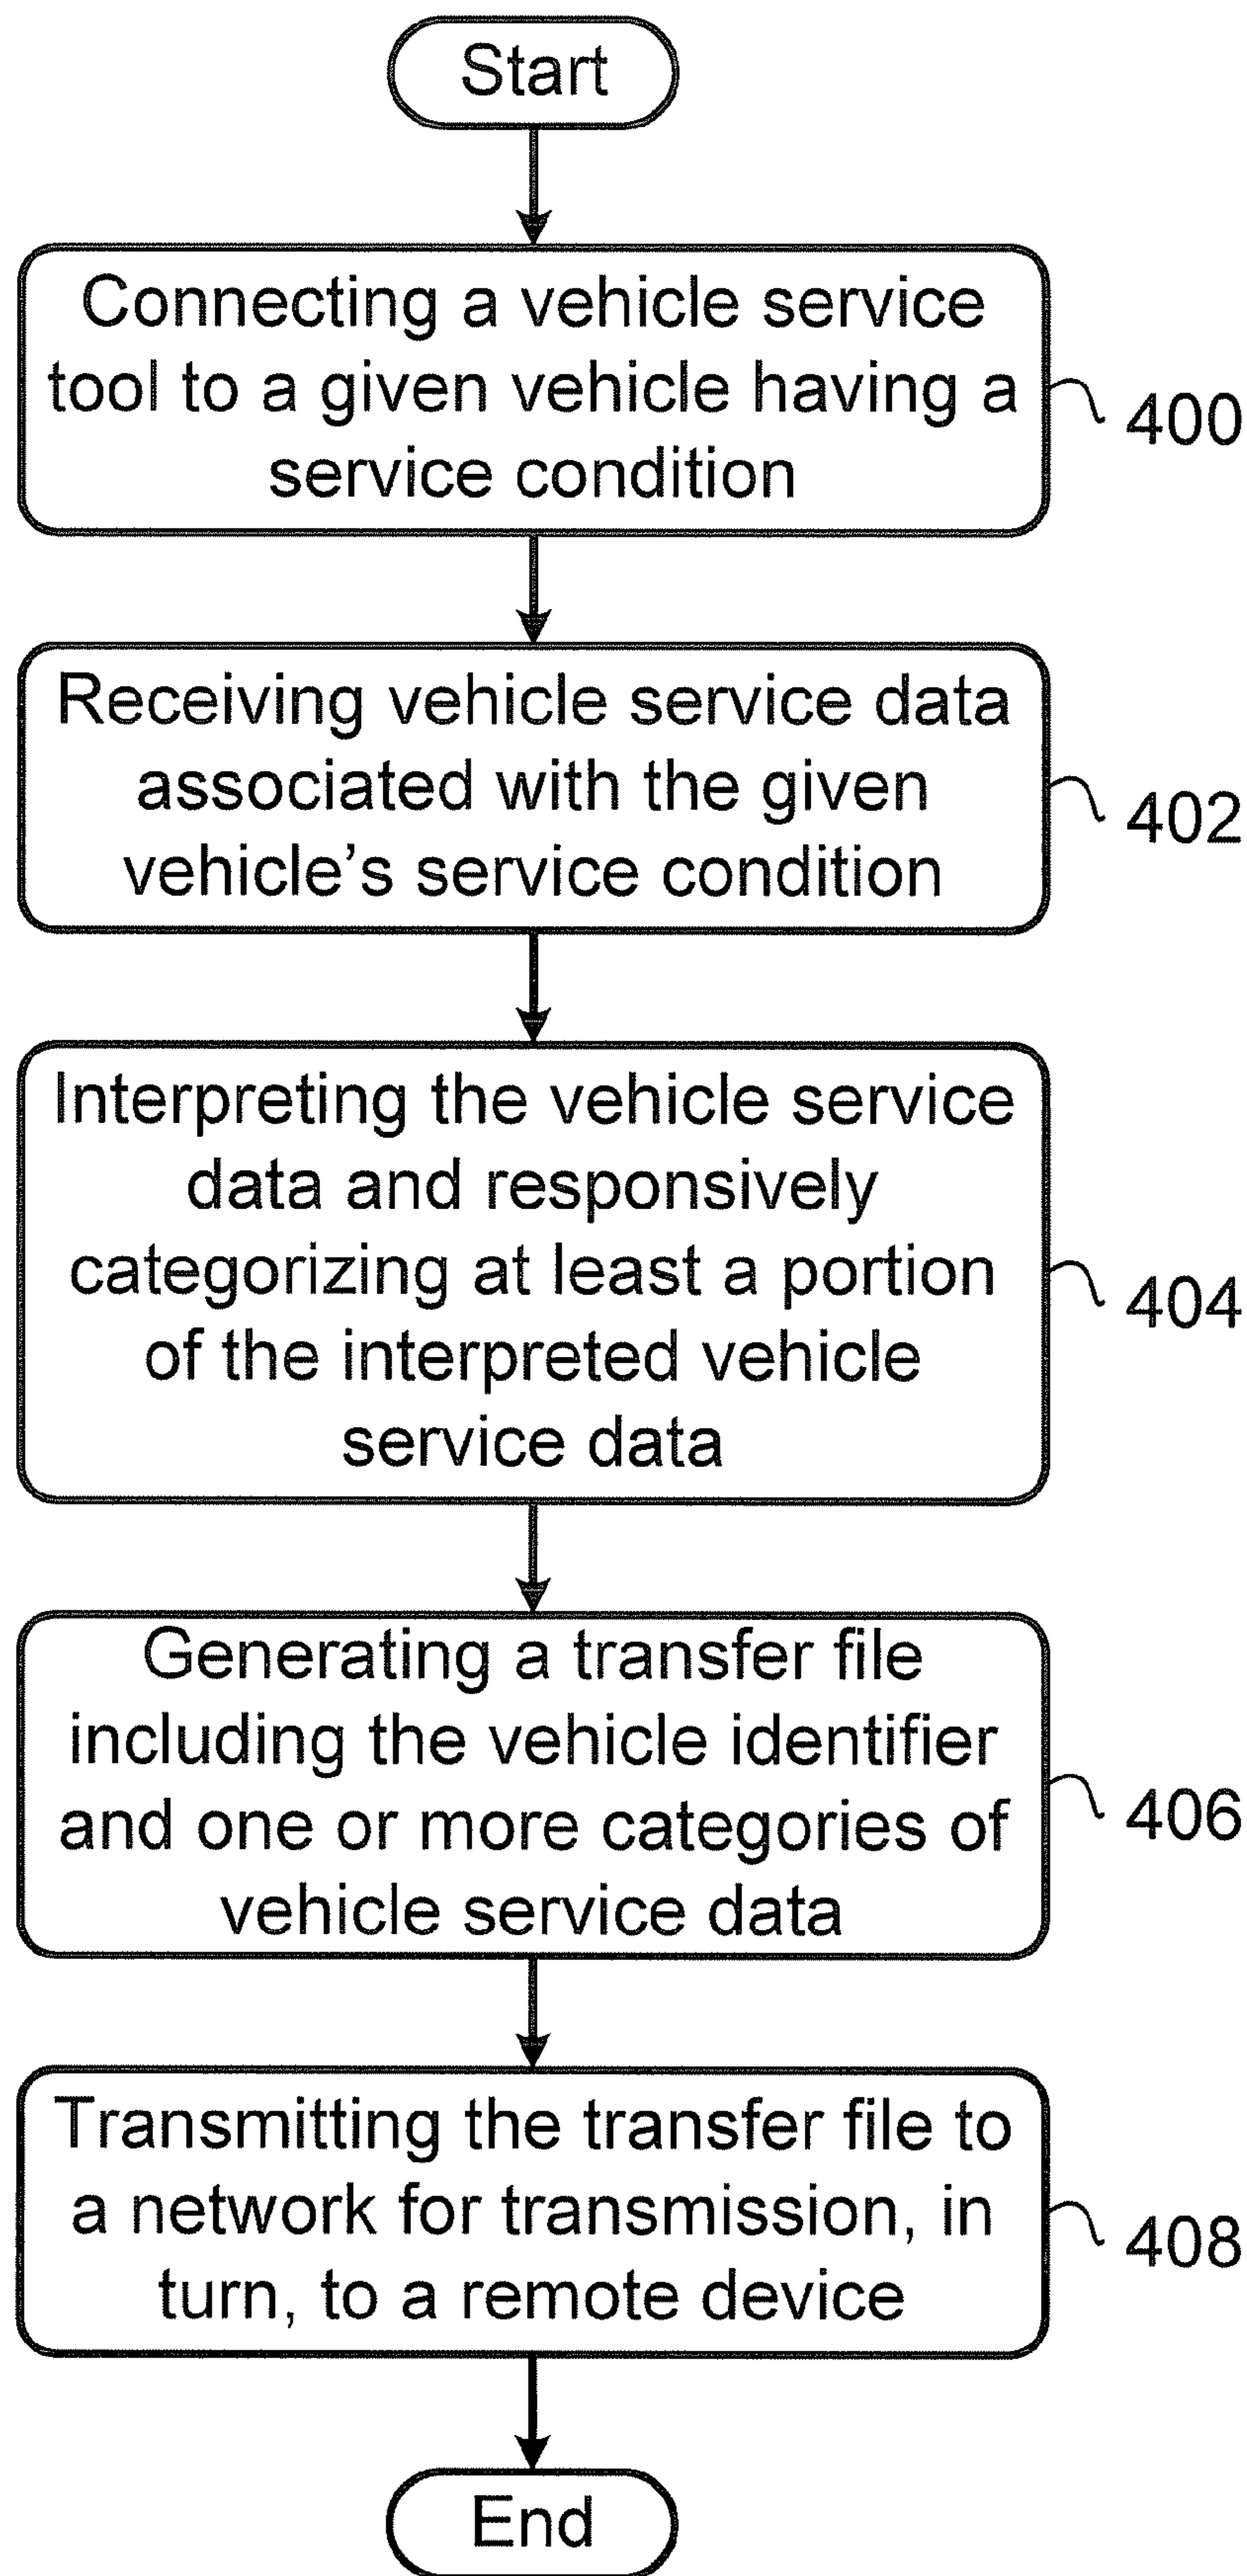 Start
Connecting a vehicle service
tool to a given vehicle having a
service condition
400
Receiving vehicle service data
associated with the given
vehicle’s service condition
402
Interpreting the vehicle service
data and responsively
categorizing at least a portion
of the interpreted vehicle
service data
404
Generating a transfer file
including the vehicle identifier
and one or more categories of
vehicle service data
406
Transmitting the transfer file to
a network for transmission, in
turn, to a remote device
408
End